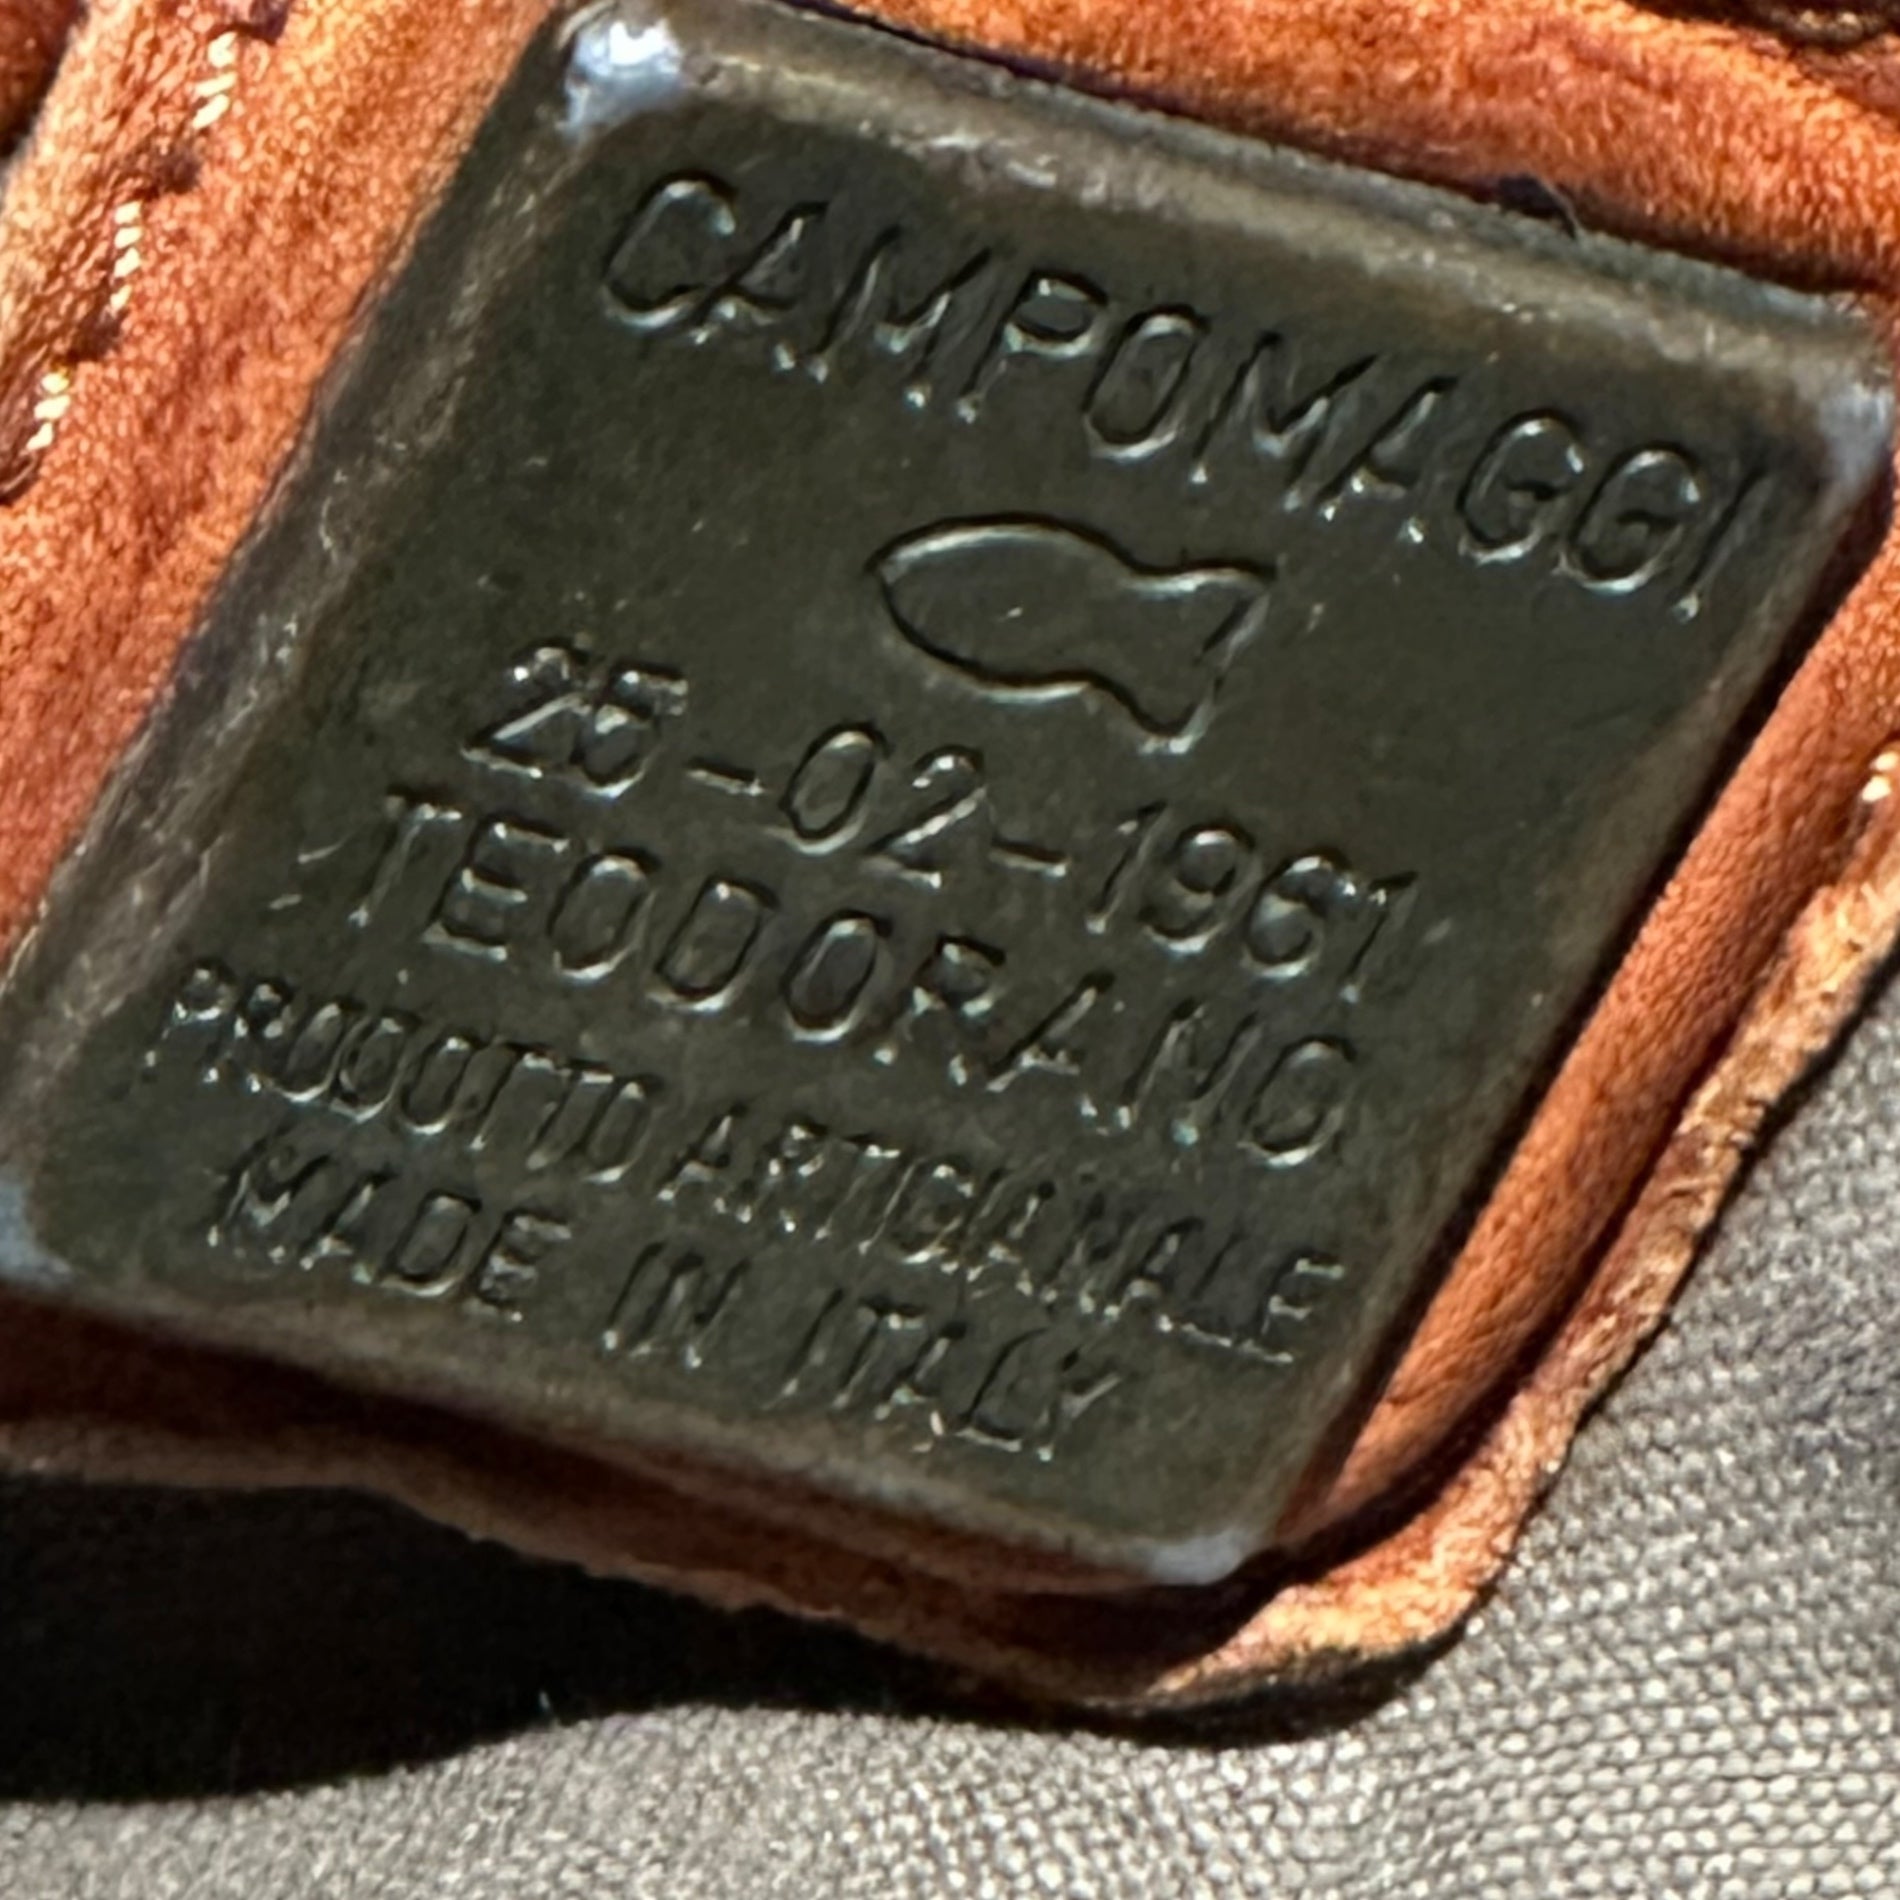 CAMPOMAGGI
25-02-1961
TEODORANO
PRODOTTO ARTIGIANALE
MADE IN ITALY